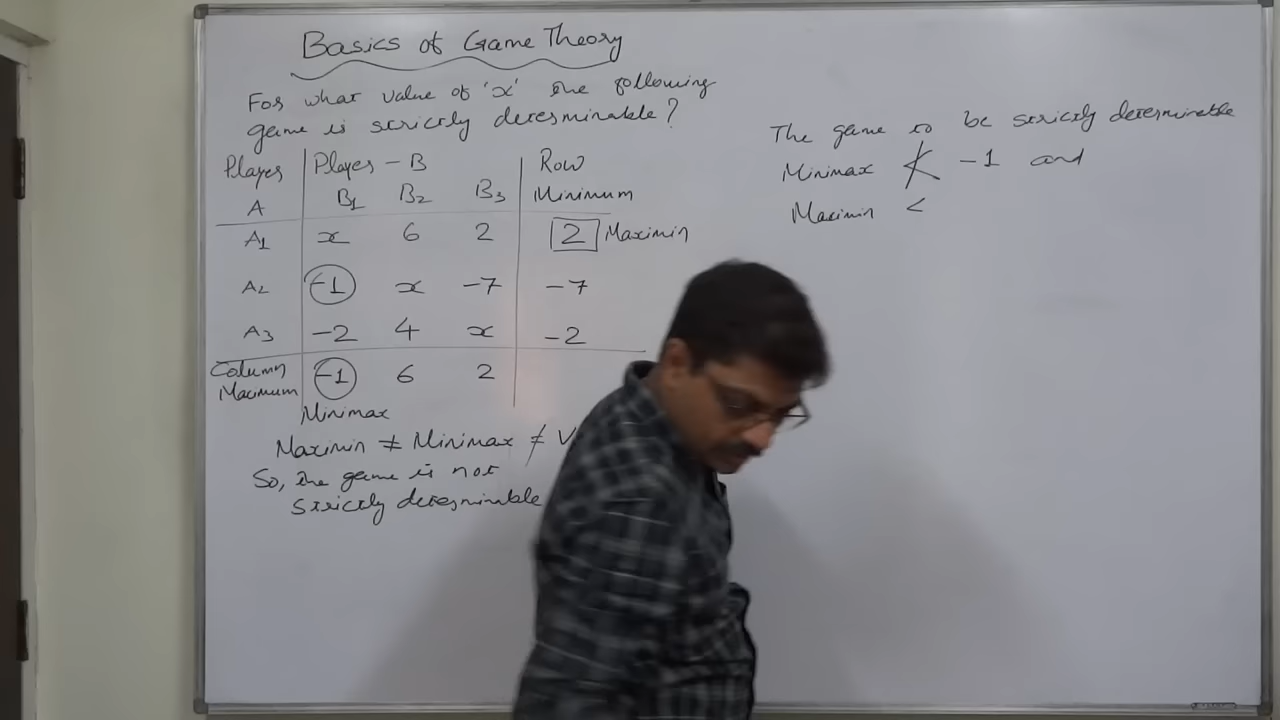 Basics of Game Theory
For what value of 'x' the following
game is strictly determinable?
Player Player - B Row
A B1 B2 B3 Minimum
A1 x 6 2 2 Maximin
A2 -1 x -7 -7
A3 -2 4 x -2
Column
Maximum -1 6 2
Minimax
Maximin ≠ Minimax ≠
So, the game is not
strictly determinable
The game to be strictly determinable
Minimax ≮ -1 and
Maximin <